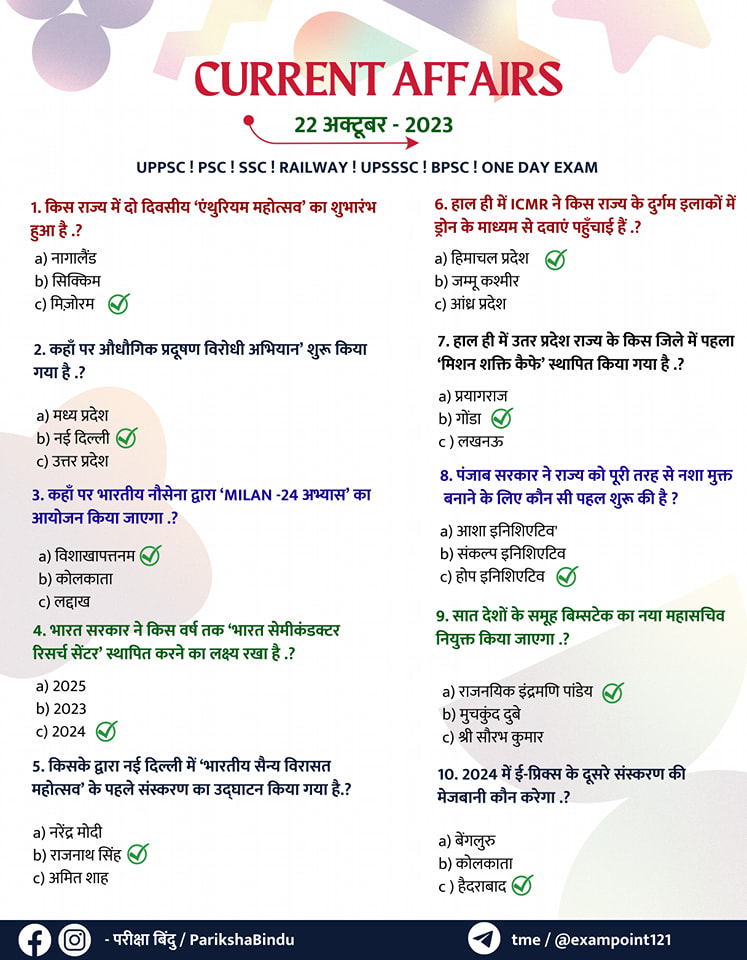 CURRENT AFFAIRS
22 अक्टूबर - 2023
UPPSC ! PSC ! SSC ! RAILWAY ! UPSSSC ! BPSC ! ONE DAY EXAM
1. किस राज्य में दो दिवसीय ‘एंथुरियम महोत्सव’ का शुभारंभ
हुआ है .?
a) नागालैंड
b) सिक्किम
c) मिज़ोरम
2. कहाँ पर औधौगिक प्रदूषण विरोधी अभियान’ शुरू किया
गया है .?
a) मध्य प्रदेश
b) नई दिल्ली
c) उत्तर प्रदेश
3. कहाँ पर भारतीय नौसेना द्वारा ‘MILAN -24 अभ्यास’ का
आयोजन किया जाएगा .?
a) विशाखापत्तनम
b) कोलकाता
c) लद्दाख
4. भारत सरकार ने किस वर्ष तक ‘भारत सेमीकंडक्टर
रिसर्च सेंटर’ स्थापित करने का लक्ष्य रखा है .?
a) 2025
b) 2023
c) 2024
5. किसके द्वारा नई दिल्ली में ‘भारतीय सैन्य विरासत
महोत्सव’ के पहले संस्करण का उद्घाटन किया गया है.?
a) नरेंद्र मोदी
b) राजनाथ सिंह
c) अमित शाह
6. हाल ही में ICMR ने किस राज्य के दुर्गम इलाकों में
ड्रोन के माध्यम से दवाएं पहुँचाई हैं .?
a) हिमाचल प्रदेश
b) जम्मू कश्मीर
c) आंध्र प्रदेश
7. हाल ही में उतर प्रदेश राज्य के किस जिले में पहला
‘मिशन शक्ति कैफे’ स्थापित किया गया है .?
a) प्रयागराज
b) गोंडा
c ) लखनऊ
8. पंजाब सरकार ने राज्य को पूरी तरह से नशा मुक्त
बनाने के लिए कौन सी पहल शुरू की है ?
a) आशा इनिशिएटिव'
b) संकल्प इनिशिएटिव
c) होप इनिशिएटिव
9. सात देशों के समूह बिम्सटेक का नया महासचिव
नियुक्त किया जाएगा .?
a) राजनयिक इंद्रमणि पांडेय
b) मुचकुंद दुबे
c) श्री सौरभ कुमार
10. 2024 में ई-प्रिक्स के दूसरे संस्करण की
मेजबानी कौन करेगा .?
a) बेंगलुरु
b) कोलकाता
c ) हैदराबाद
- परीक्षा बिंदु / ParikshaBindu
tme / @exampoint121